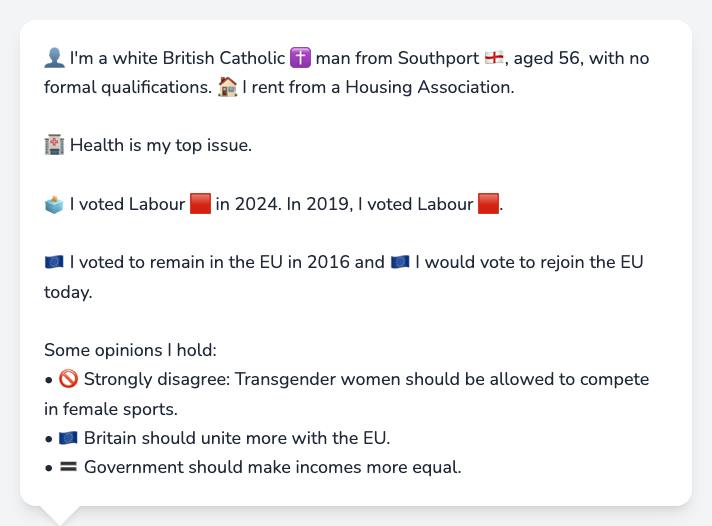 👤 I'm a white British Catholic ✝️ man from Southport 🏴󠁧󠁢󠁥󠁮󠁧󠁿, aged 56, with no
formal qualifications. 🏠 I rent from a Housing Association.
🏥 Health is my top issue.
🗳️ I voted Labour 🟥 in 2024. In 2019, I voted Labour 🟥.
🇪🇺 I voted to remain in the EU in 2016 and 🇪🇺 I would vote to rejoin the EU
today.
Some opinions I hold:
• 🚫 Strongly disagree: Transgender women should be allowed to compete
in female sports.
• 🇪🇺 Britain should unite more with the EU.
• 🟰 Government should make incomes more equal.